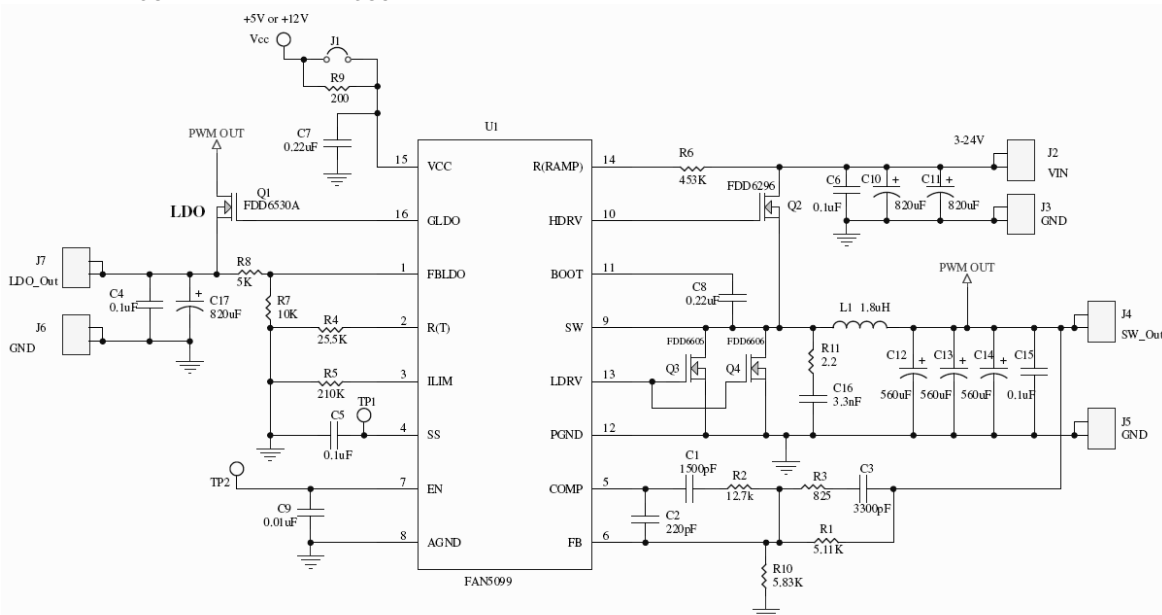 +5V or +12V
Vcc
J1
R9
200
C7
0.22uF
PWM OUT
Q1
FDD6530A
LDO
J7
LDO_Out
C4
0.1uF
C17
820uF
J6
GND
R8
5K
R7
10K
R4
25.5K
R5
210K
C5
0.1uF
TP1
TP2
C9
0.01uF
U1
15 VCC
16 GLDO
1 FBLDO
2 R(T)
3 ILIM
4 SS
7 EN
8 AGND
R(RAMP) 14
HDRV 10
BOOT 11
SW 9
LDRV 13
PGND 12
COMP 5
FB 6
FAN5099
R6
453K
FDD6296
Q2
3-24V
C6
0.1uF
C10
820uF
C11
820uF
J2
VIN
J3
GND
C8
0.22uF
PWM OUT
L1 1.8uH
J4
SW_Out
FDD6606
Q3
FDD6606
Q4
R11
2.2
C16
3.3nF
C12
560uF
C13
560uF
C14
560uF
C15
0.1uF
J5
GND
C1
1500pF
R2
12.7k
R3
825
C3
3300pF
C2
220pF
R1
5.11K
R10
5.83K